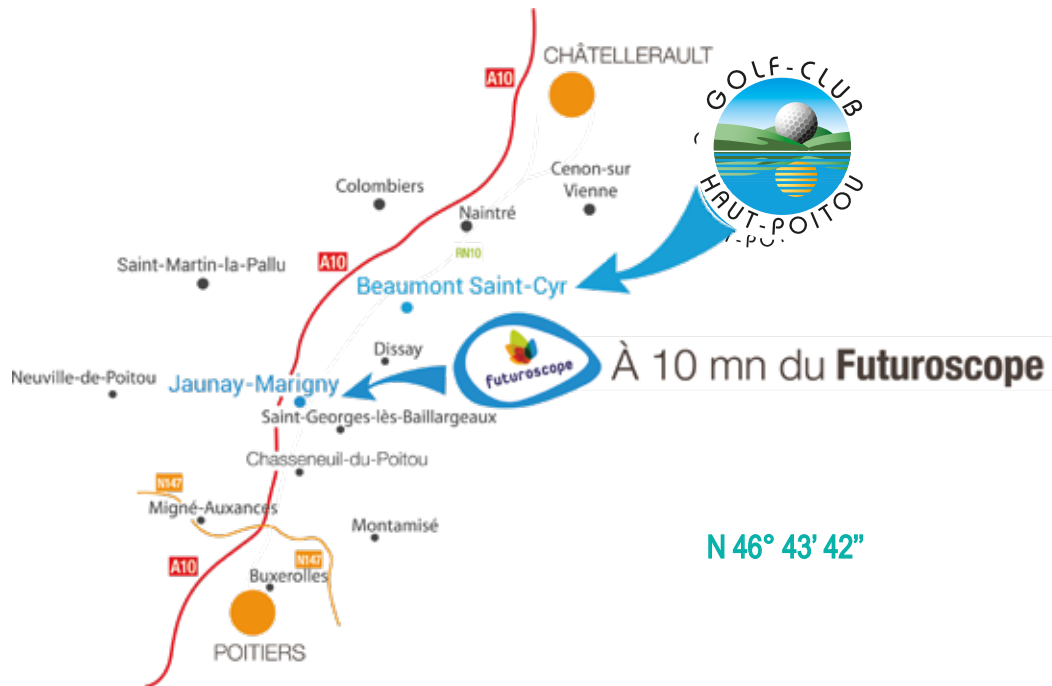 CHÂTELLERAULT
A10
GOLF-CLUB
HAUT-POITOU
Cenon-sur
Vienne
Colombiers
Naintré
RN10
A10
Saint-Martin-la-Pallu
Beaumont Saint-Cyr
Dissay
futuroscope
À 10 mn du Futuroscope
Neuville-de-Poitou
Jaunay-Marigny
Saint-Georges-lès-Baillargeaux
Chasseneuil-du-Poitou
N147
Migné-Auxances
Montamisé
N 46° 43’ 42”
A10
N147
Buxerolles
POITIERS